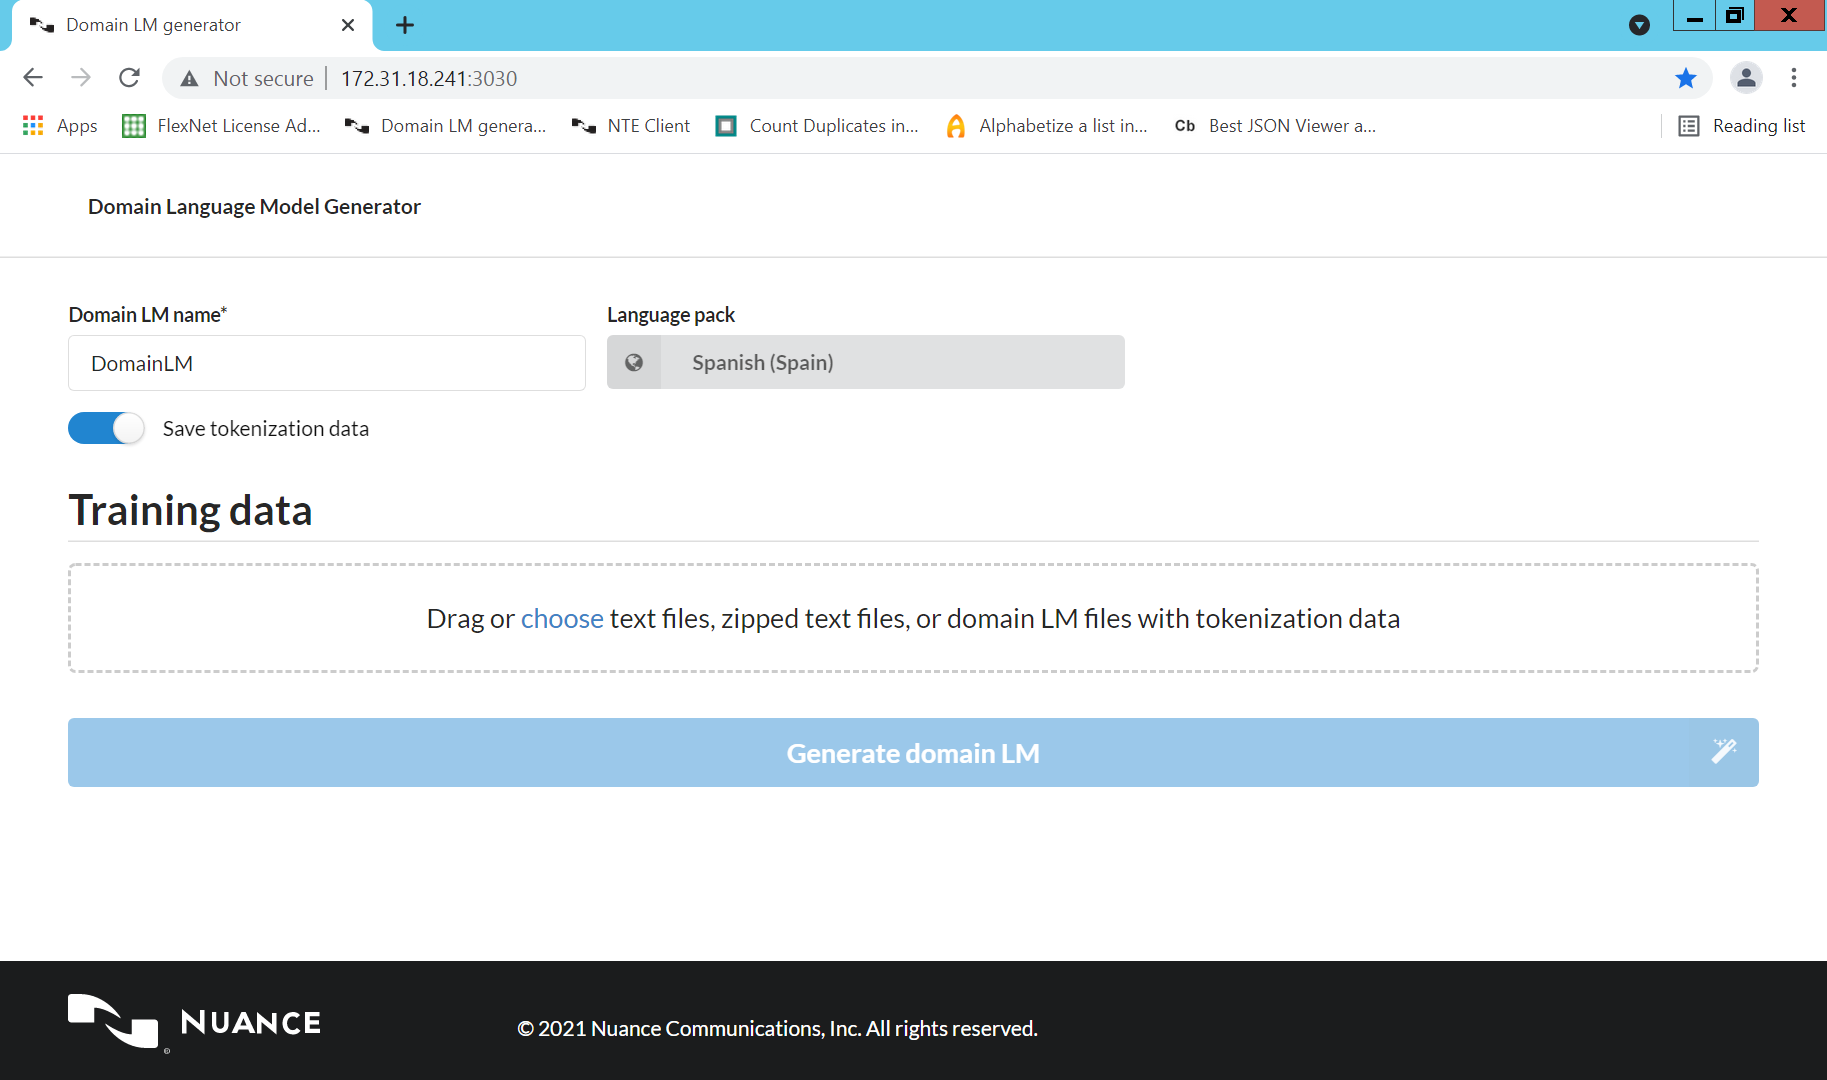 Domain LM generator
Not secure 172.31.18.241:3030
Apps FlexNet License Ad... Domain LM genera... NTE Client Count Duplicates in... Alphabetize a list in... Cb Best JSON Viewer a... Reading list
Domain Language Model Generator
Domain LM name* Language pack
DomainLM Spanish (Spain)
Save tokenization data
Training data
Drag or choose text files, zipped text files, or domain LM files with tokenization data
Generate domain LM
NUANCE ®
© 2021 Nuance Communications, Inc. All rights reserved.